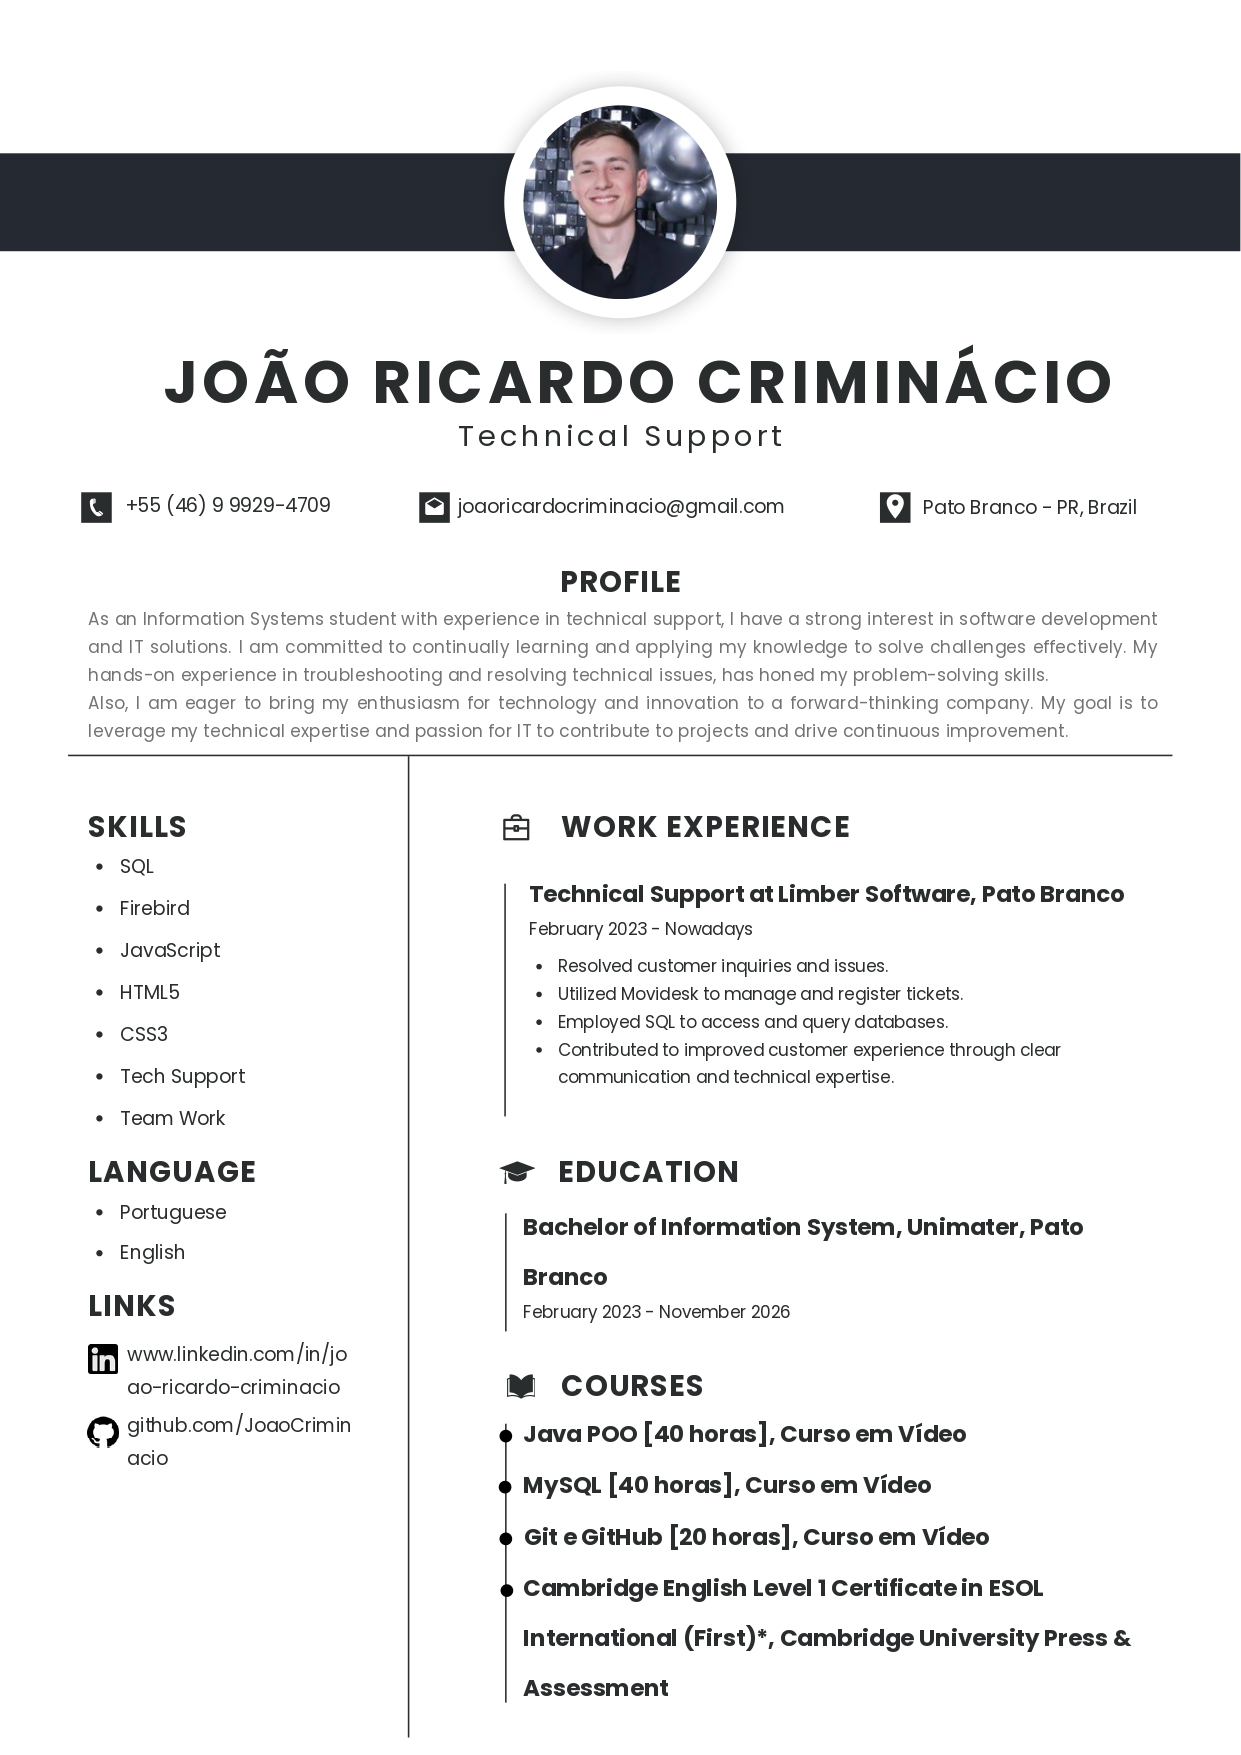 JOÃO RICARDO CRIMINÁCIO
Technical Support
+55 (46) 9 9929-4709
joaoricardocriminacio@gmail.com
Pato Branco - PR, Brazil
PROFILE
As an Information Systems student with experience in technical support, I have a strong interest in software development
and IT solutions. I am committed to continually learning and applying my knowledge to solve challenges effectively. My
hands-on experience in troubleshooting and resolving technical issues, has honed my problem-solving skills.
Also, I am eager to bring my enthusiasm for technology and innovation to a forward-thinking company. My goal is to
leverage my technical expertise and passion for IT to contribute to projects and drive continuous improvement.
SKILLS
• SQL
• Firebird
• JavaScript
• HTML5
• CSS3
• Tech Support
• Team Work
LANGUAGE
• Portuguese
• English
LINKS
www.linkedin.com/in/jo
ao-ricardo-criminacio
github.com/JoaoCrimin
acio
WORK EXPERIENCE
Technical Support at Limber Software, Pato Branco
February 2023 - Nowadays
• Resolved customer inquiries and issues.
• Utilized Movidesk to manage and register tickets.
• Employed SQL to access and query databases.
• Contributed to improved customer experience through clear
communication and technical expertise.
EDUCATION
Bachelor of Information System, Unimater, Pato
Branco
February 2023 - November 2026
COURSES
Java POO [40 horas], Curso em Vídeo
MySQL [40 horas], Curso em Vídeo
Git e GitHub [20 horas], Curso em Vídeo
Cambridge English Level 1 Certificate in ESOL
International (First)*, Cambridge University Press &
Assessment